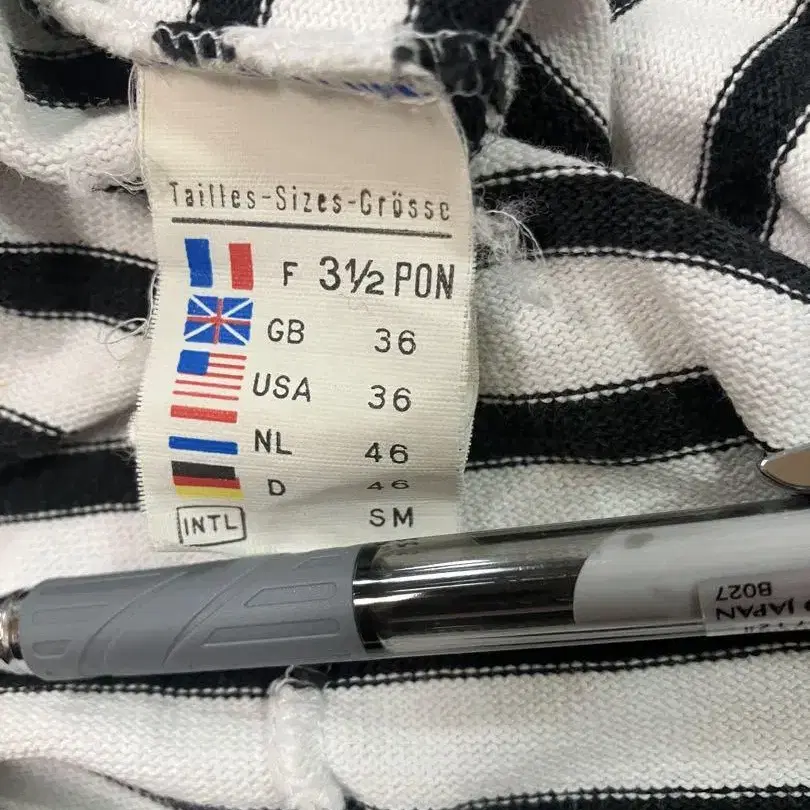 Tailles-Sizes-Grösse
F 3½ PON
GB 36
USA 36
NL 46
D 46
INTL SM
JAPAN
B027